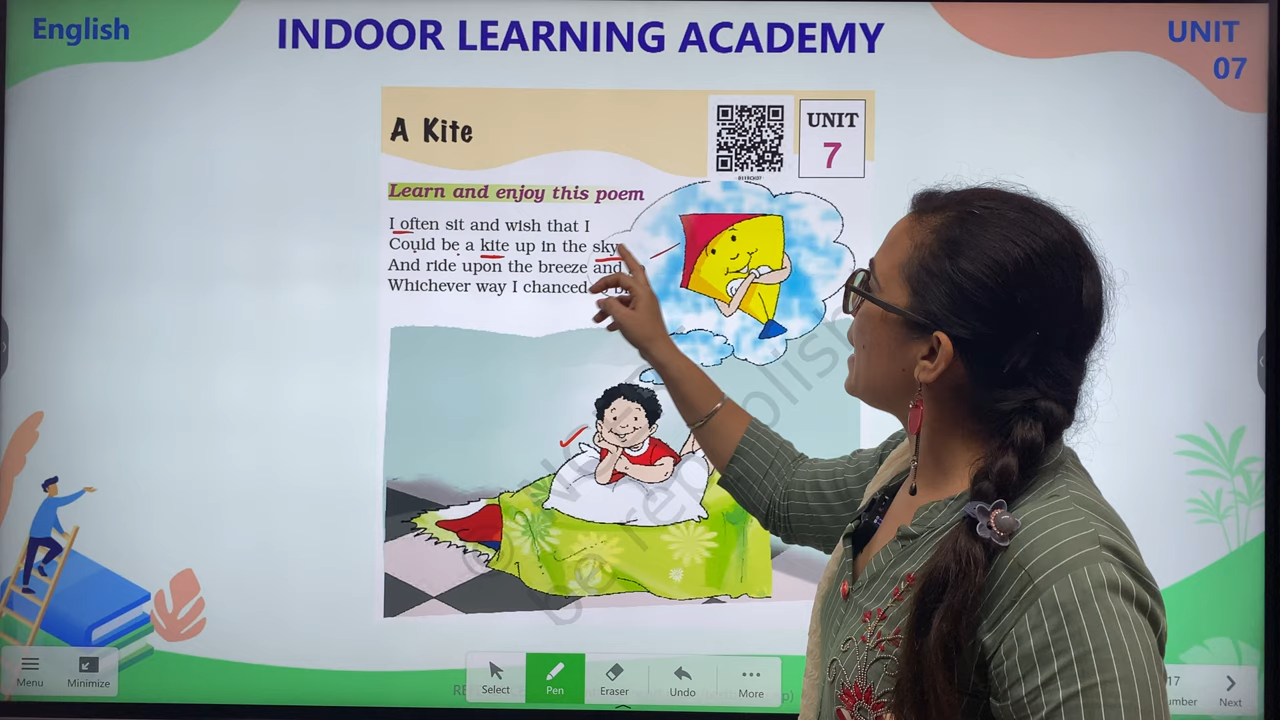 English
INDOOR LEARNING ACADEMY
UNIT
07
A Kite
UNIT
7
Learn and enjoy this poem
I often sit and wish that I
Could be a kite up in the sky
And ride upon the breeze and
Whichever way I chanced
Menu
Minimize
Select
Pen
Eraser
Undo
More
17
Next